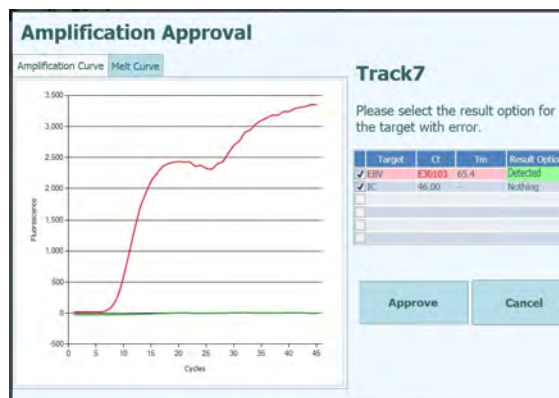 Amplification Approval
Amplification Curve Melt Curve
3.500
3.000
2.500
2.000
1.500
1.000
500
0
-500
0 5 10 15 20 25 30 35 40 45
Fluorescence
Cycles
Track7
Please select the result option for
the target with error.
Target Ct Tm Result Optio
EBV E30103 65.4 Detected
IC 46.00 -- Nothing
Approve Cancel